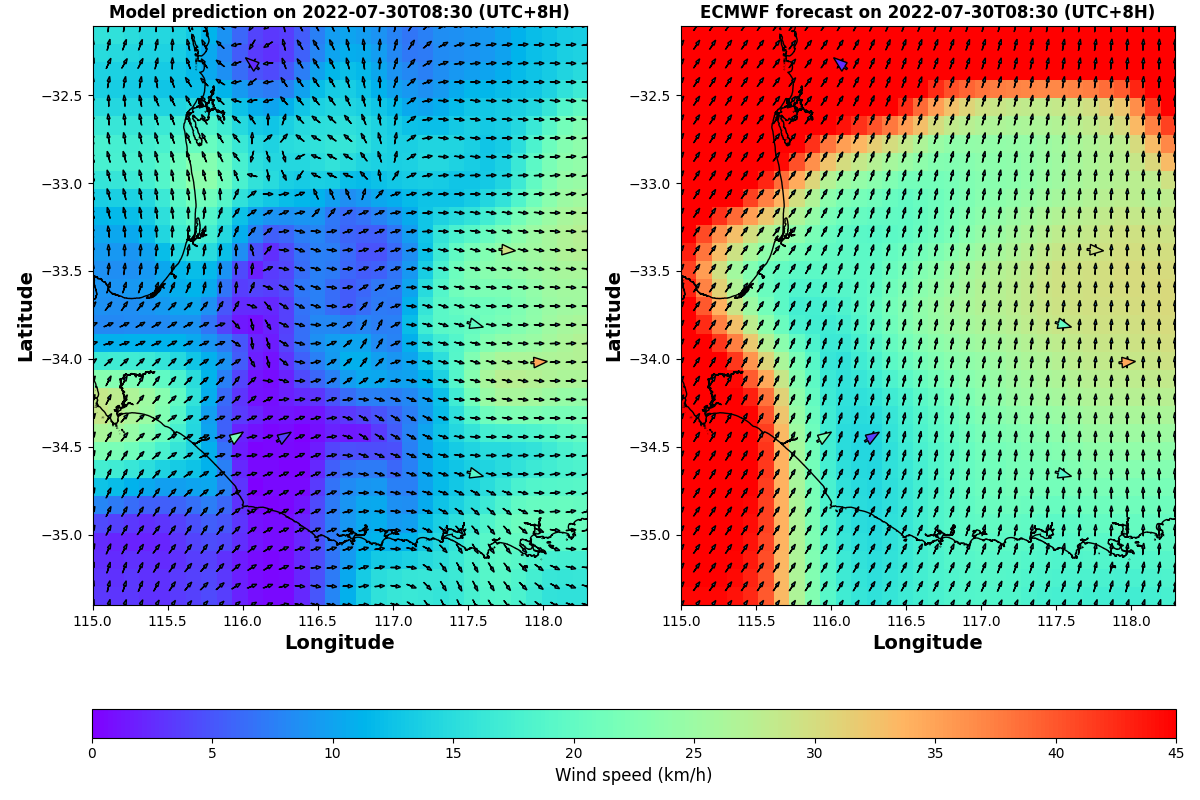 Model prediction on 2022-07-30T08:30 (UTC+8H)
ECMWF forecast on 2022-07-30T08:30 (UTC+8H)
Latitude
−32.5
−33.0
−33.5
−34.0
−34.5
−35.0
115.0 115.5 116.0 116.5 117.0 117.5 118.0
Longitude
Latitude
−32.5
−33.0
−33.5
−34.0
−34.5
−35.0
115.0 115.5 116.0 116.5 117.0 117.5 118.0
Longitude
0 5 10 15 20 25 30 35 40 45
Wind speed (km/h)